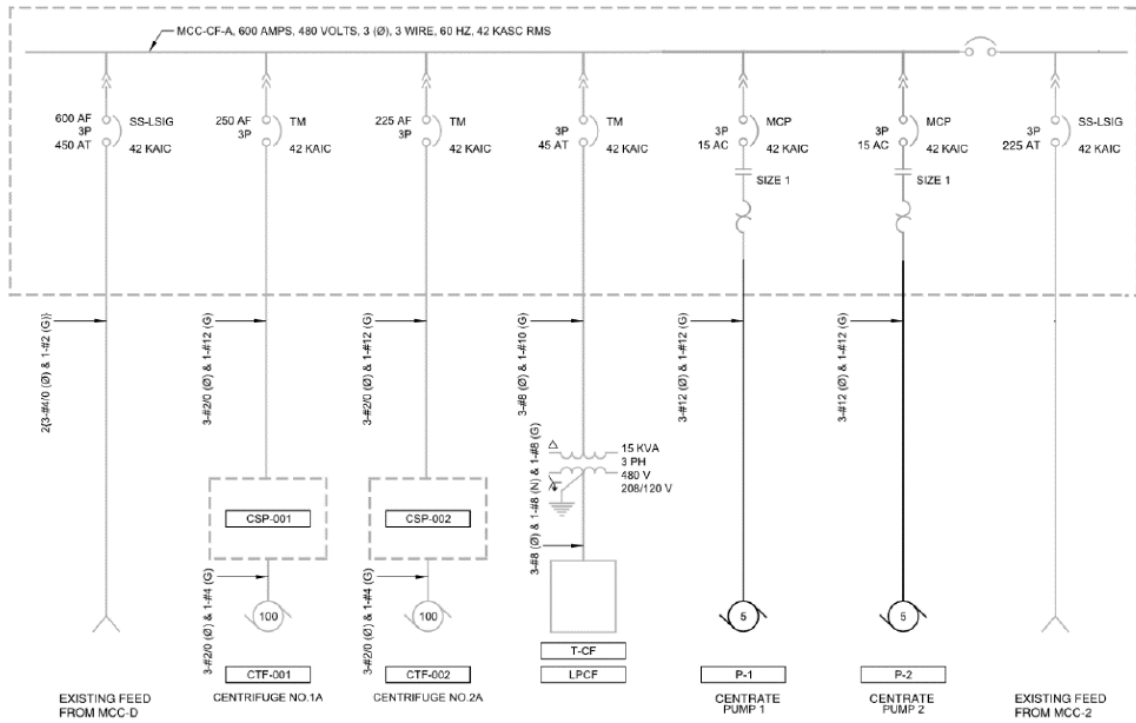 MCC-CF-A, 600 AMPS, 480 VOLTS, 3 (Ø), 3 WIRE, 60 HZ, 42 KASC RMS
600 AF
3P
450 AT
SS-LSIG
42 KAIC
250 AF
3P
TM
42 KAIC
225 AF
3P
TM
42 KAIC
3P
45 AT
TM
42 KAIC
3P
15 AC
MCP
42 KAIC
SIZE 1
3P
15 AC
MCP
42 KAIC
SIZE 1
3P
225 AT
SS-LSIG
42 KAIC
2{3-#4/0 (Ø) & 1-#2 (G)}
3-#2/0 (Ø) & 1-#12 (G)
3-#2/0 (Ø) & 1-#12 (G)
3-#8 (Ø) & 1-#10 (G)
3-#12 (Ø) & 1-#12 (G)
3-#12 (Ø) & 1-#12 (G)
3-#8 (Ø) & 1-#8 (N) & 1-#8 (G)
15 KVA
3 PH
480 V
208/120 V
CSP-001
CSP-002
3-#2/0 (Ø) & 1-#4 (G)
3-#2/0 (Ø) & 1-#4 (G)
100
100
5
5
T-CF
CTF-001
CTF-002
LPCF
P-1
P-2
EXISTING FEED
FROM MCC-D
CENTRIFUGE NO.1A
CENTRIFUGE NO.2A
CENTRATE
PUMP 1
CENTRATE
PUMP 2
EXISTING FEED
FROM MCC-2